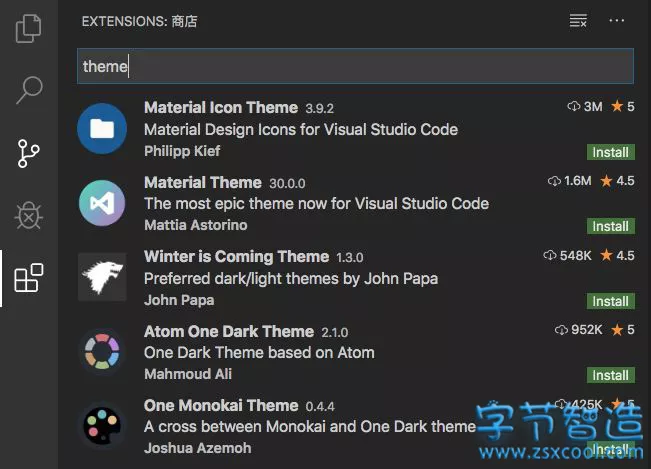 EXTENSIONS: 商店
theme
Material Icon Theme 3.9.2 3M ★ 5
Material Design Icons for Visual Studio Code
Philipp Kief Install
Material Theme 30.0.0 1.6M ★ 4.5
The most epic theme now for Visual Studio Code
Mattia Astorino Install
Winter is Coming Theme 1.3.0 548K ★ 4.5
Preferred dark/light themes by John Papa
John Papa Install
Atom One Dark Theme 2.1.0 952K ★ 5
One Dark Theme based on Atom
Mahmoud Ali Install
One Monokai Theme 0.4.4 425K ★ 5
A cross between Monokai and One Dark theme
Joshua Azemoh Install
字节智造
www.zsxcool.com